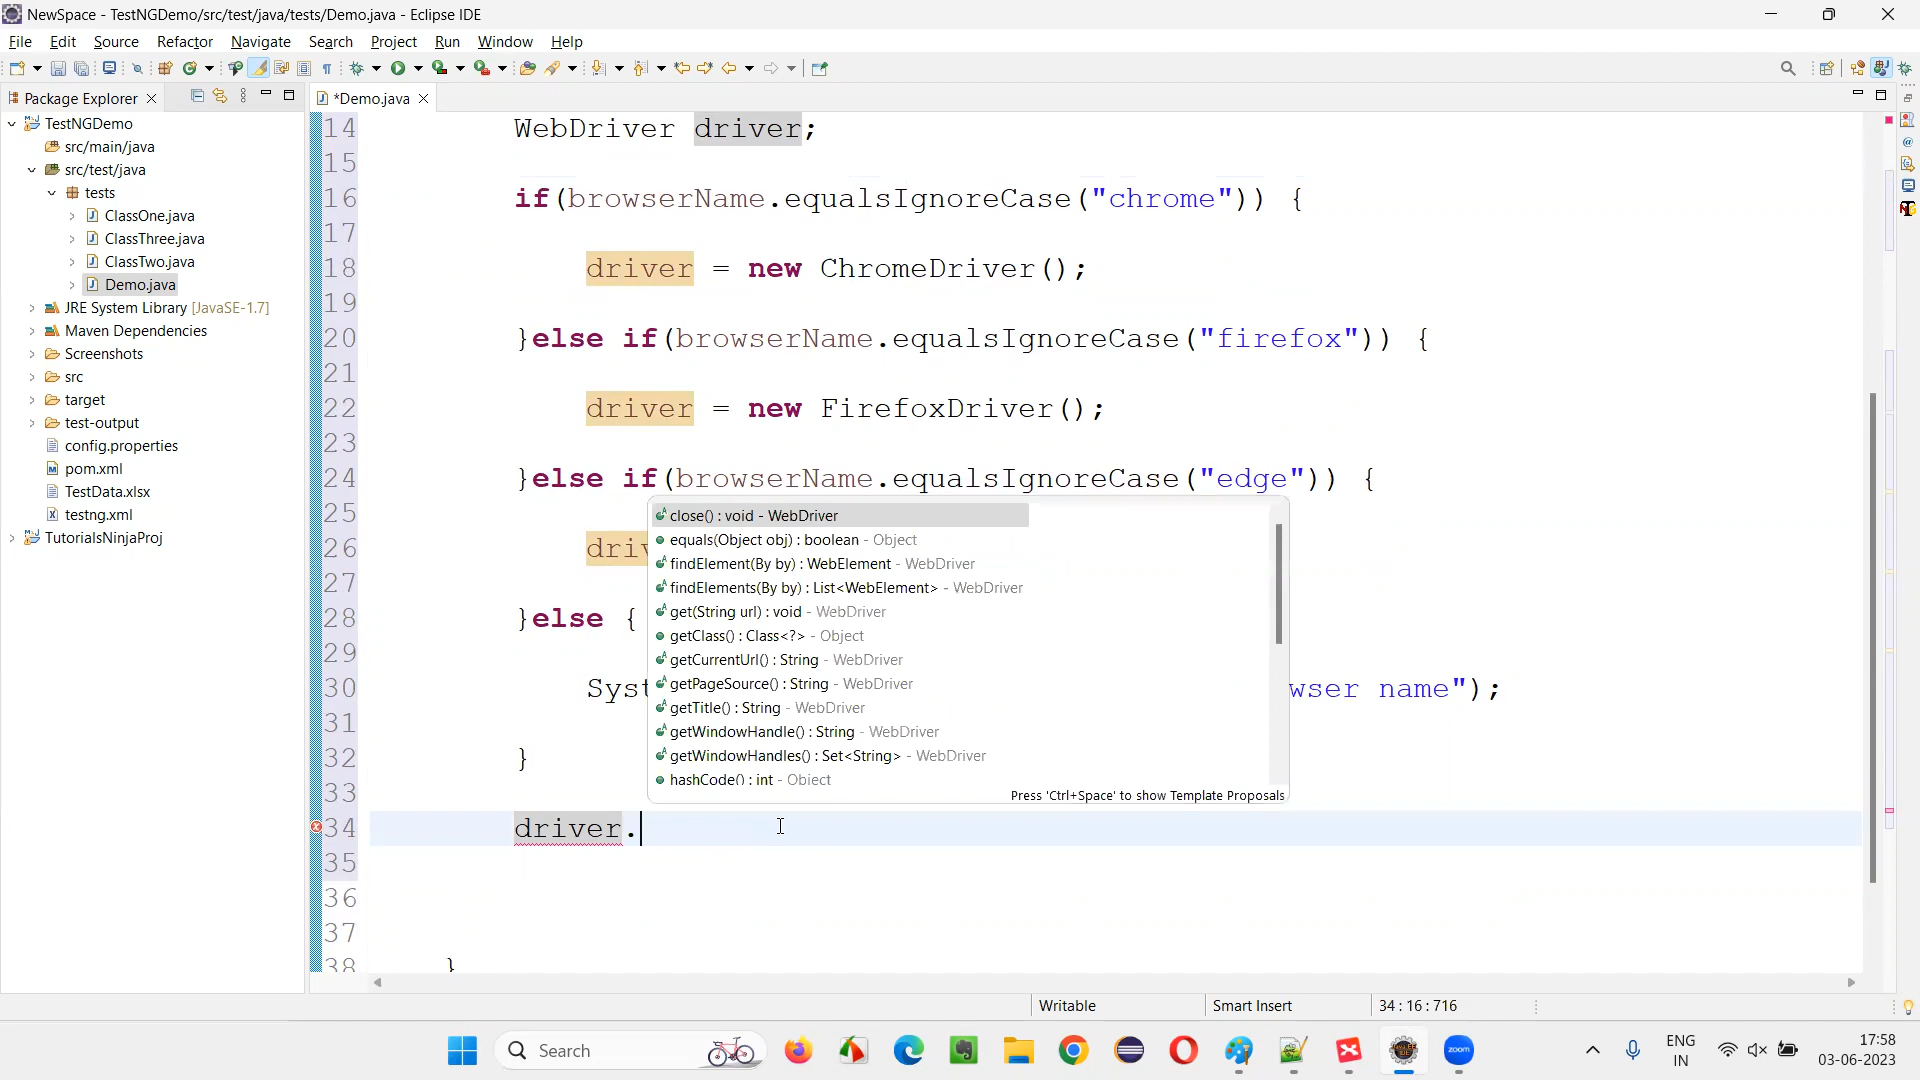 NewSpace - TestNGDemo/src/test/java/tests/Demo.java - Eclipse IDE
File Edit Source Refactor Navigate Search Project Run Window Help
Package Explorer
*Demo.java
TestNGDemo
src/main/java
src/test/java
tests
ClassOne.java
ClassThree.java
ClassTwo.java
Demo.java
JRE System Library [JavaSE-1.7]
Maven Dependencies
Screenshots
src
target
test-output
config.properties
pom.xml
TestData.xlsx
testng.xml
TutorialsNinjaProj
14 WebDriver driver;
15
16 if(browserName.equalsIgnoreCase("chrome")) {
17
18 driver = new ChromeDriver();
19
20 }else if(browserName.equalsIgnoreCase("firefox")) {
21
22 driver = new FirefoxDriver();
23
24 }else if(browserName.equalsIgnoreCase("edge")) {
25
26 driv
27
28 }else {
29
30 Syst wser name");
31
32 }
33
34 driver.
35
36
37
38 }
close() : void - WebDriver
equals(Object obj) : boolean - Object
findElement(By by) : WebElement - WebDriver
findElements(By by) : List<WebElement> - WebDriver
get(String url) : void - WebDriver
getClass() : Class<?> - Object
getCurrentUrl() : String - WebDriver
getPageSource() : String - WebDriver
getTitle() : String - WebDriver
getWindowHandle() : String - WebDriver
getWindowHandles() : Set<String> - WebDriver
hashCode() : int - Object
Press 'Ctrl+Space' to show Template Proposals
Writable Smart Insert 34 : 16 : 716
Search
zoom
ENG
IN
17:58
03-06-2023